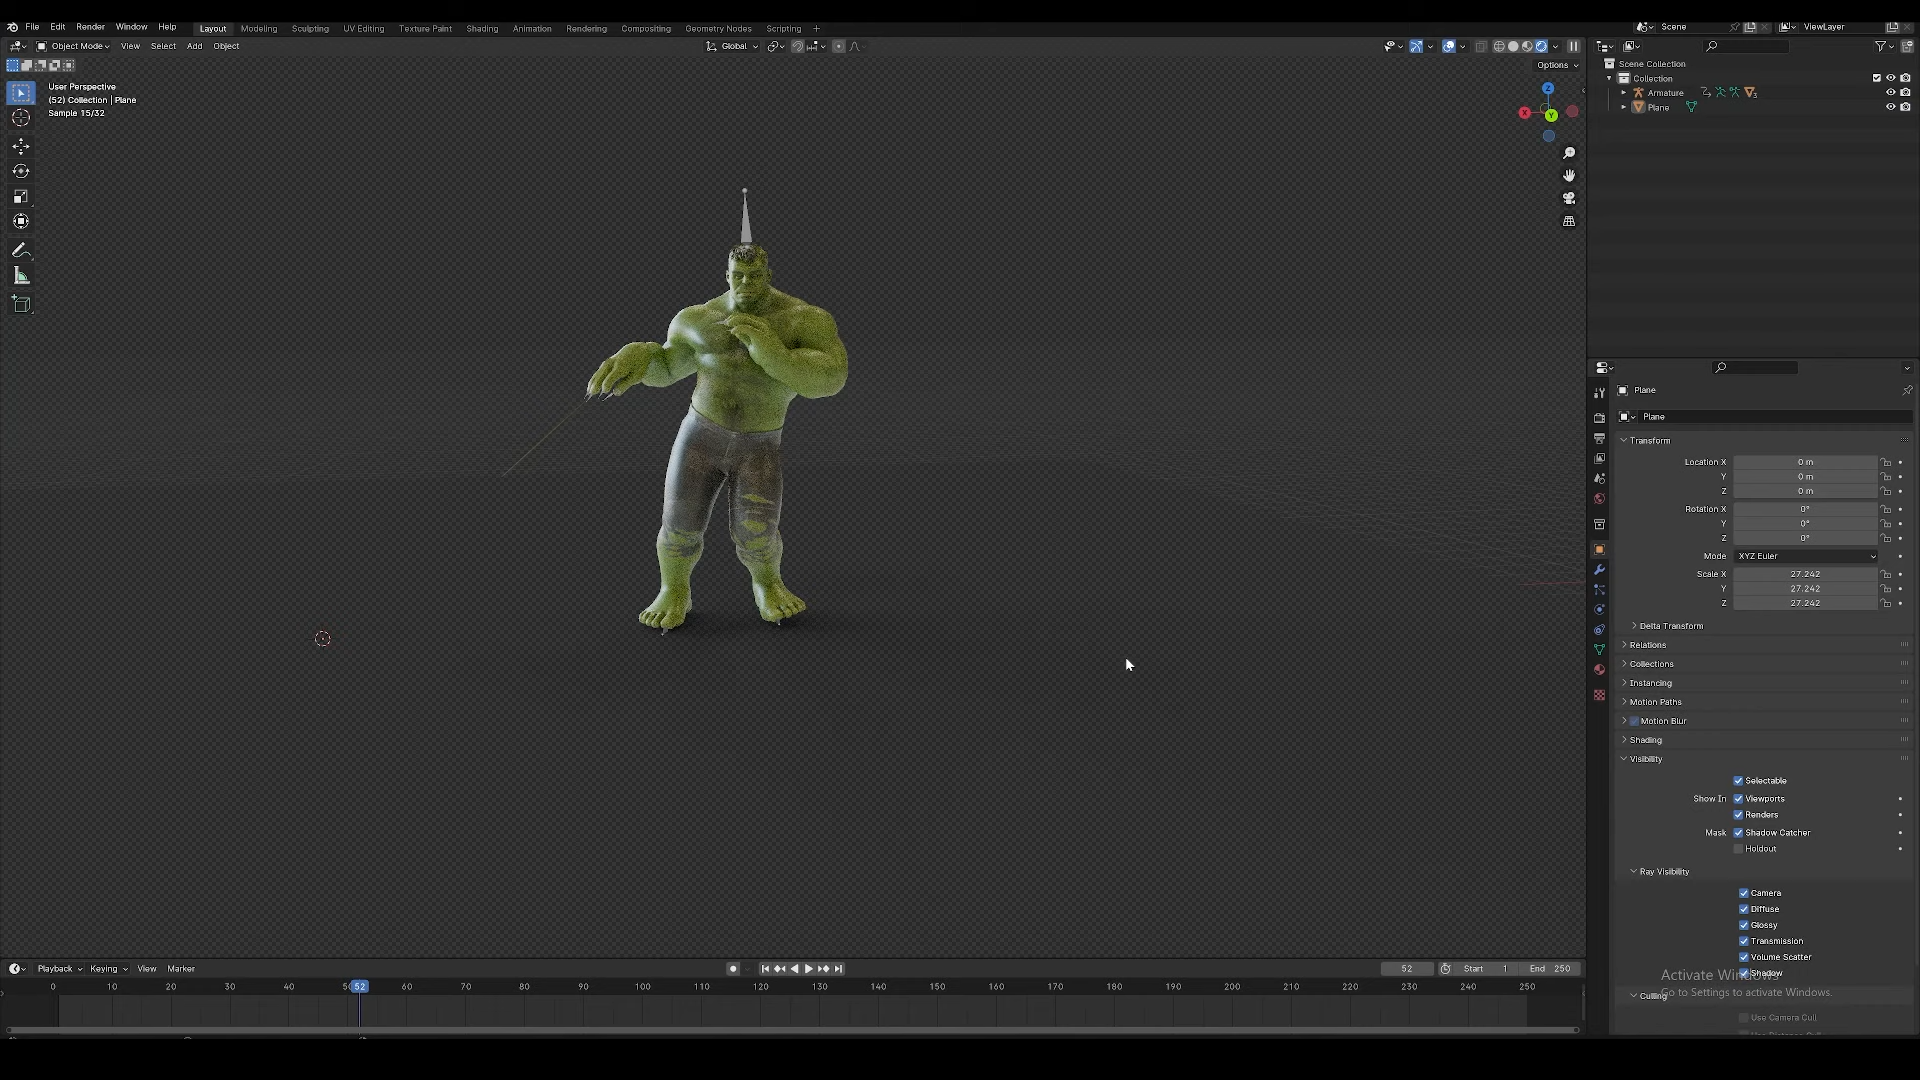 File Edit Render Window Help Layout Modeling Sculpting UV Editing Texture Paint Shading Animation Rendering Compositing Geometry Nodes Scripting + Scene ViewLayer
Object Mode View Select Add Object Global
Options
User Perspective
(52) Collection | Plane
Sample 15/32
Z
X
Y
Scene Collection
Collection
Armature
Plane
Plane
Plane
Transform
Location X 0 m
Y 0 m
Z 0 m
Rotation X 0°
Y 0°
Z 0°
Mode XYZ Euler
Scale X 27.242
Y 27.242
Z 27.242
Delta Transform
Relations
Collections
Instancing
Motion Paths
Motion Blur
Shading
Visibility
Selectable
Show In Viewports
Renders
Mask Shadow Catcher
Holdout
Ray Visibility
Camera
Diffuse
Glossy
Transmission
Volume Scatter
Shadow
Activate Windows
Go to Settings to activate Windows.
Culling
Use Camera Cull
Playback Keying View Marker 52 Start 1 End 250
0 10 20 30 40 52 60 70 80 90 100 110 120 130 140 150 160 170 180 190 200 210 220 230 240 250